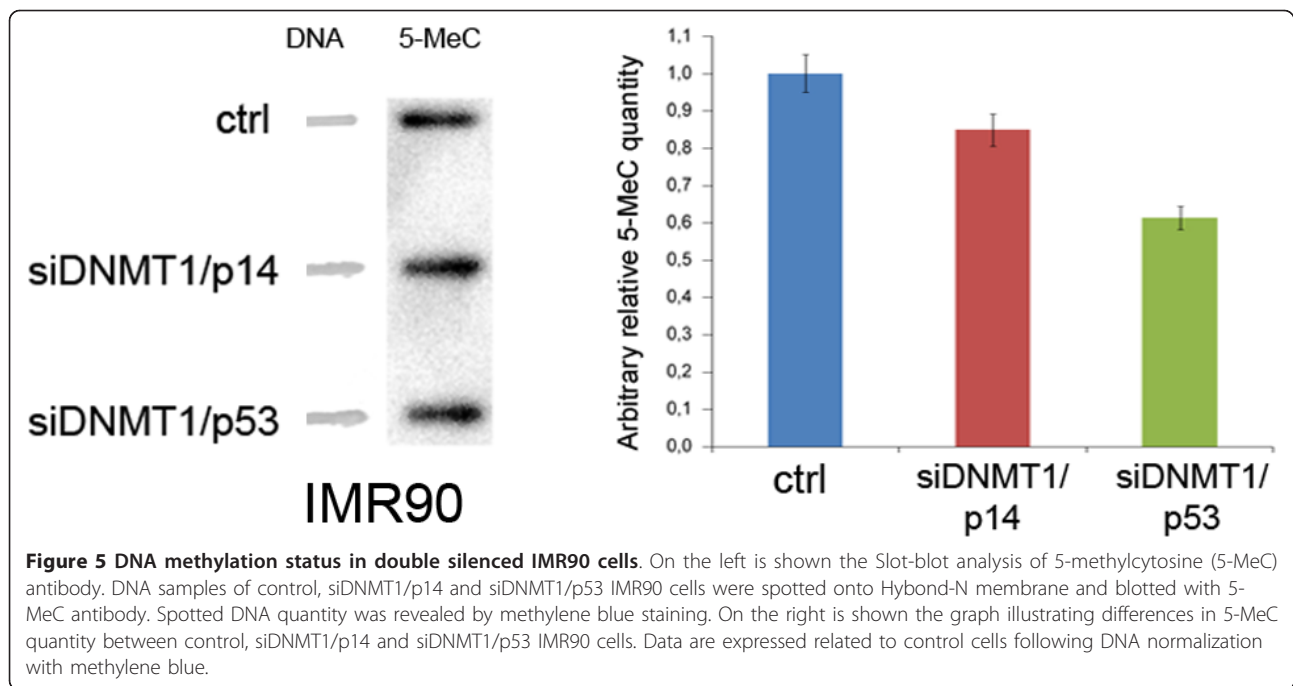 DNA 5-MeC
ctrl
siDNMT1/p14
siDNMT1/p53
IMR90
Arbitrary relative 5-MeC quantity
1,1
1,0
0,9
0,8
0,7
0,6
0,5
0,4
0,3
0,2
0,1
0,0
ctrl
siDNMT1/
p14
siDNMT1/
p53
Figure 5 DNA methylation status in double silenced IMR90 cells. On the left is shown the Slot-blot analysis of 5-methylcytosine (5-MeC)
antibody. DNA samples of control, siDNMT1/p14 and siDNMT1/p53 IMR90 cells were spotted onto Hybond-N membrane and blotted with 5-
MeC antibody. Spotted DNA quantity was revealed by methylene blue staining. On the right is shown the graph illustrating differences in 5-MeC
quantity between control, siDNMT1/p14 and siDNMT1/p53 IMR90 cells. Data are expressed related to control cells following DNA normalization
with methylene blue.